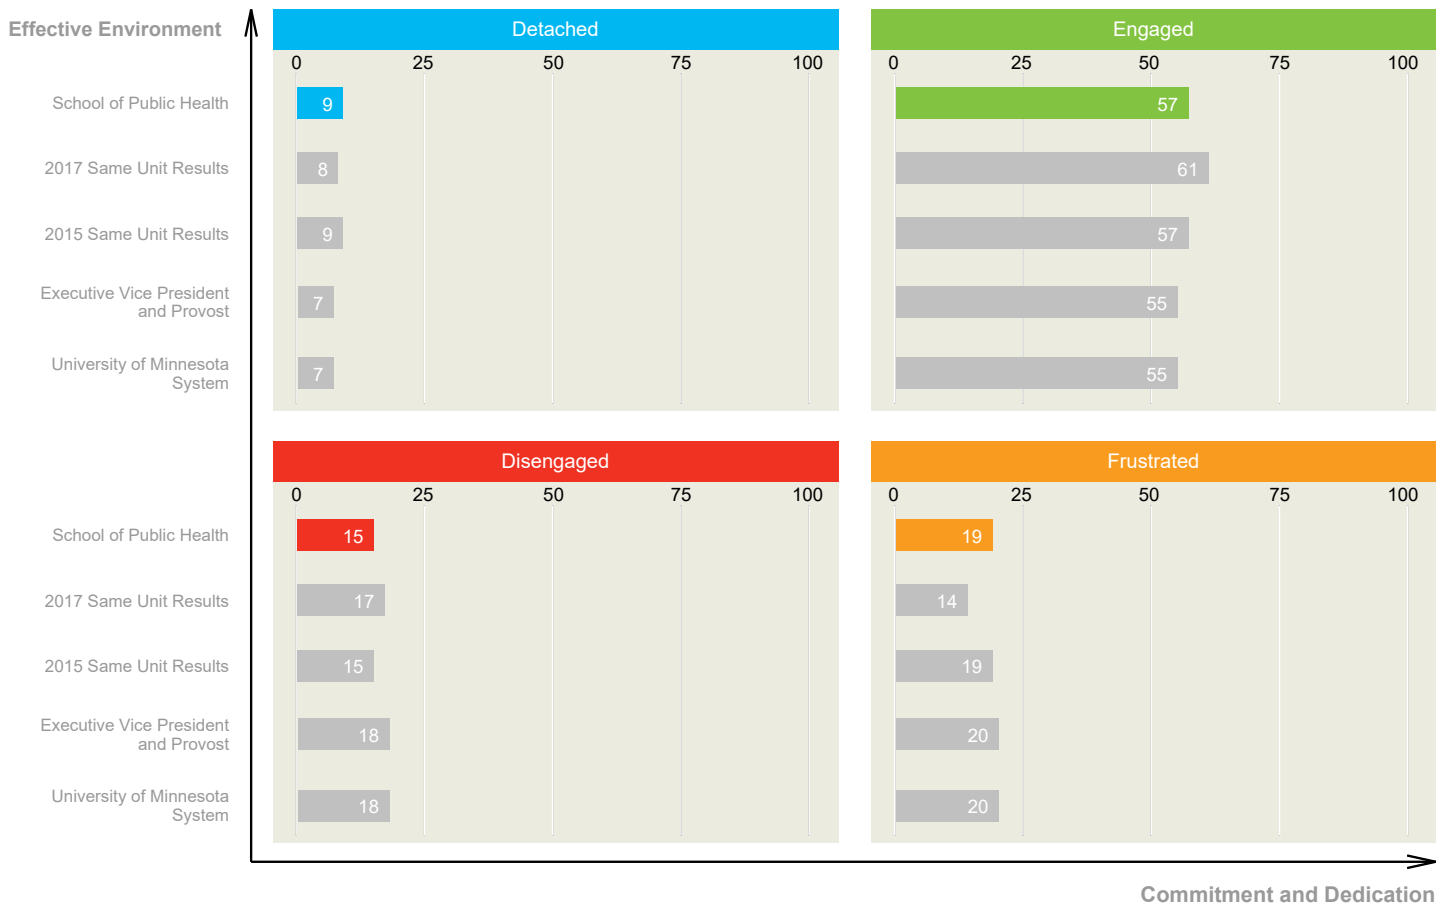 Effective Environment
Detached
0 25 50 75 100
School of Public Health 9
2017 Same Unit Results 8
2015 Same Unit Results 9
Executive Vice President
and Provost 7
University of Minnesota
System 7
Engaged
0 25 50 75 100
57
61
57
55
55
Disengaged
0 25 50 75 100
School of Public Health 15
2017 Same Unit Results 17
2015 Same Unit Results 15
Executive Vice President
and Provost 18
University of Minnesota
System 18
Frustrated
0 25 50 75 100
19
14
19
20
20
Commitment and Dedication